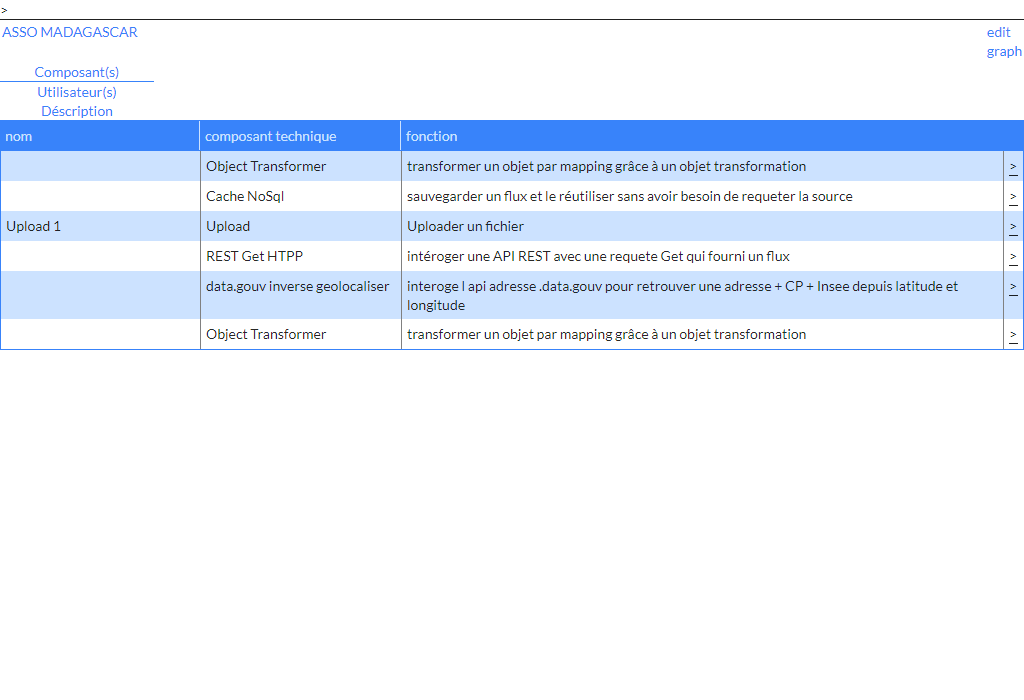 >
ASSO MADAGASCAR edit
graph
Composant(s)
Utilisateur(s)
Déscription
nom composant technique fonction
Object Transformer transformer un objet par mapping grâce à un objet transformation >
Cache NoSql sauvegarder un flux et le réutiliser sans avoir besoin de requeter la source >
Upload 1 Upload Uploader un fichier >
REST Get HTPP intéroger une API REST avec une requete Get qui fourni un flux >
data.gouv inverse geolocaliser interoge l api adresse .data.gouv pour retrouver une adresse + CP + Insee depuis latitude et >
longitude
Object Transformer transformer un objet par mapping grâce à un objet transformation >